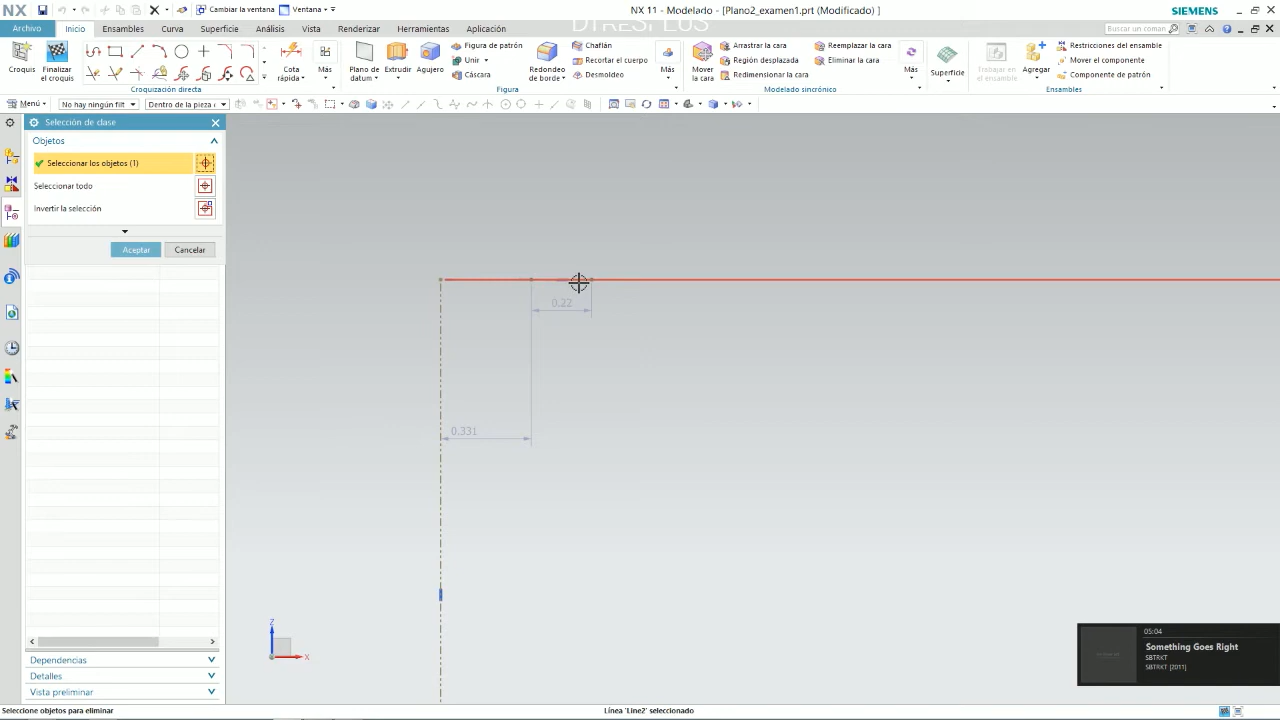 NX
Cambiar la ventana
Ventana
NX 11 - Modelado - [Plano2_examen1.prt (Modificado) ]
SIEMENS
DTRESPLUS
Archivo
Inicio
Ensambles
Curva
Superficie
Análisis
Vista
Renderizar
Herramientas
Aplicación
Buscar un coman
Croquis
Finalizar el croquis
Cota rápida
Más
Plano de datum
Extrudir
Agujero
Figura de patrón
Unir
Cáscara
Redondeo de borde
Chaflán
Recortar el cuerpo
Desmoldeo
Más
Mover la cara
Arrastrar la cara
Región desplazada
Redimensionar la cara
Reemplazar la cara
Eliminar la cara
Más
Superficie
Trabajar en el ensamble
Agregar
Restricciones del ensamble
Mover el componente
Componente de patrón
Croquización directa
Figura
Modelado sincrónico
Ensambles
Menú
No hay ningún filt
Dentro de la pieza
Selección de clase
Objetos
Seleccionar los objetos (1)
Seleccionar todo
Invertir la selección
Aceptar
Cancelar
0.22
0.331
Z
X
Dependencias
Detalles
Vista preliminar
05:04
Something Goes Right
SBTRKT
SBTRKT [2011]
Seleccione objetos para eliminar
Línea 'Line2' seleccionado